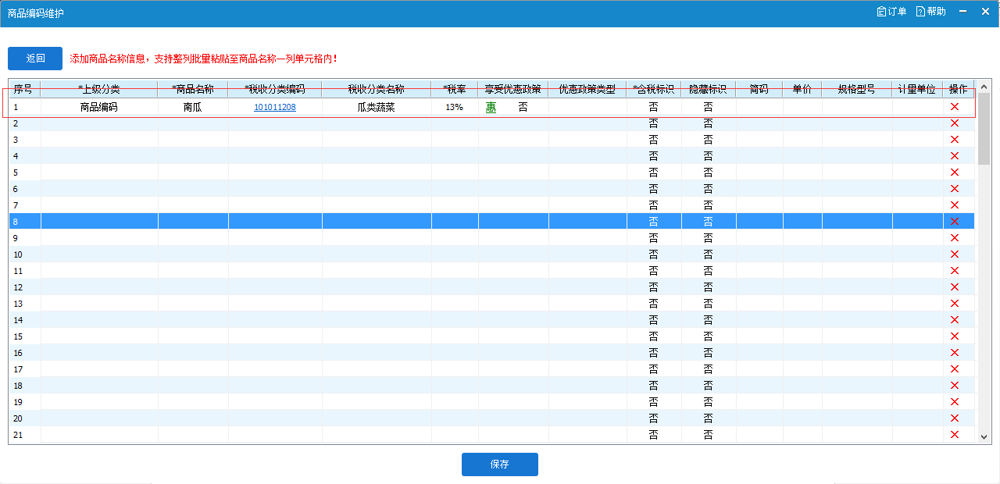 商品编码维护 订单 帮助
返回 添加商品名称信息，支持整列批量粘贴至商品名称一列单元格内！
序号 *上级分类 *商品名称 *税收分类编码 税收分类名称 *税率 享受优惠政策 优惠政策类型 *含税标识 隐藏标识 简码 单价 规格型号 计量单位 操作
1 商品编码 南瓜 101011208 瓜类蔬菜 13% 惠 否 否 否
2 否 否
3 否 否
4 否 否
5 否 否
6 否 否
7 否 否
8 否 否
9 否 否
10 否 否
11 否 否
12 否 否
13 否 否
14 否 否
15 否 否
16 否 否
17 否 否
18 否 否
19 否 否
20 否 否
21 否 否
保存